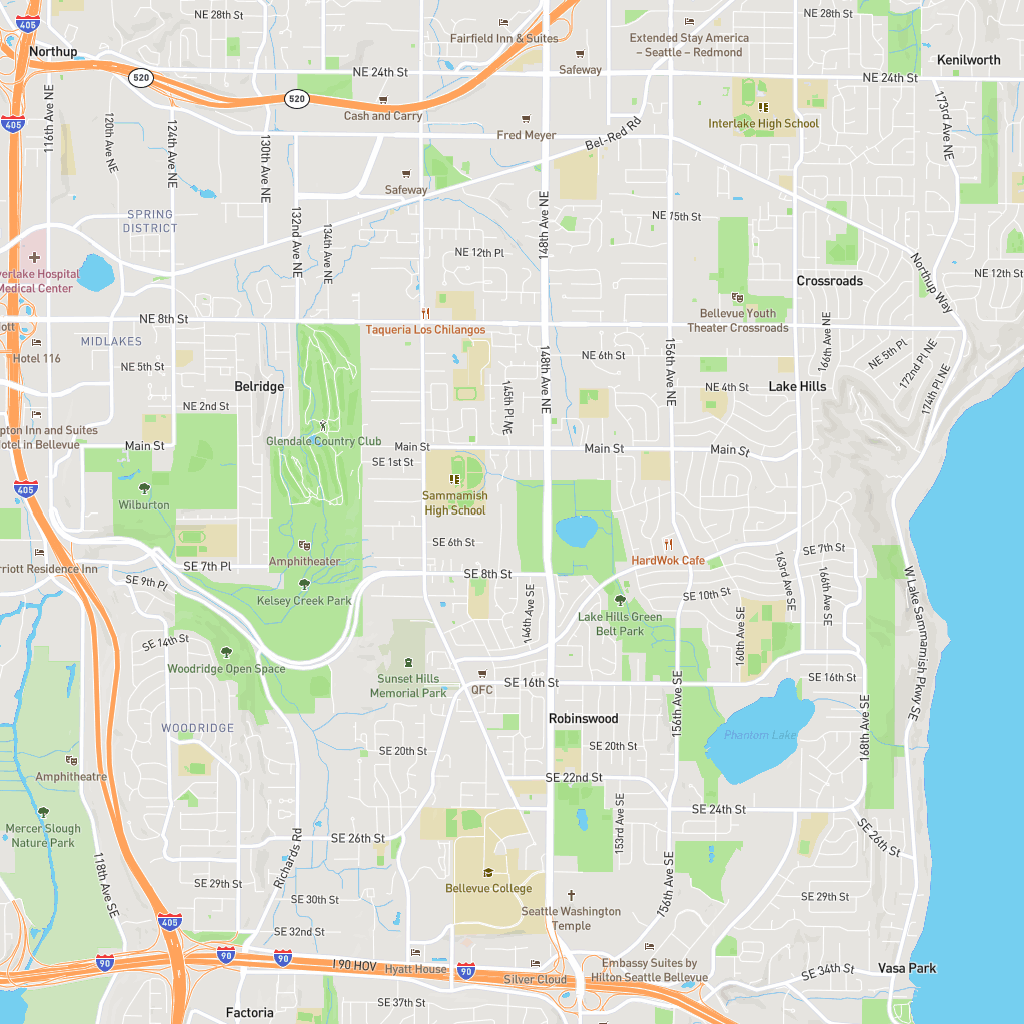 NE 28th St
NE 28th St
405
Fairfield Inn & Suites
Extended Stay America
– Seattle – Redmond
Northup
Kenilworth
Safeway
NE 24th St
NE 24th St
520
520
Cash and Carry
Interlake High School
405
Fred Meyer
Bel-Red Rd
116th Ave NE
120th Ave NE
124th Ave NE
130th Ave NE
173rd Ave NE
Safeway
SPRING
DISTRICT
132nd Ave NE
134th Ave NE
148th Ave NE
NE 15th St
NE 12th Pl
Hospital
Medical Center
Crossroads
Northup Way
NE 12th St
NE 8th St
Taqueria Los Chilangos
Bellevue Youth
Theater Crossroads
MIDLAKES
Hotel 116
NE 5th St
NE 6th St
166th Ave NE
NE 5th Pl
172nd Pl NE
174th Pl NE
Belridge
148th Ave NE
156th Ave NE
145th Pl NE
NE 4th St
Lake Hills
NE 2nd St
Inn and Suites
in Bellevue
Main St
Glendale Country Club
Main St
Main St
Main St
SE 1st St
405
Wilburton
Sammamish
High School
SE 6th St
Amphitheater
HardWok Cafe
SE 7th St
Residence Inn
SE 7th Pl
SE 9th Pl
Kelsey Creek Park
SE 8th St
163rd Ave SE
166th Ave SE
W Lake Sammamish Pkwy SE
SE 10th St
146th Ave SE
Lake Hills Green
Belt Park
160th Ave SE
SE 14th St
Woodridge Open Space
Sunset Hills
Memorial Park
QFC
SE 16th St
SE 16th St
WOODRIDGE
Robinswood
156th Ave SE
168th Ave SE
Phantom Lake
SE 20th St
SE 20th St
Amphitheatre
SE 22nd St
Mercer Slough
Nature Park
SE 24th St
153rd Ave SE
SE 26th St
SE 26th St
118th Ave SE
Richards Rd
SE 29th St
Bellevue College
156th Ave SE
SE 29th St
SE 30th St
Seattle Washington
Temple
405
SE 32nd St
90
90
90
I 90 HOV
Hyatt House
90
Silver Cloud
Embassy Suites by
Hilton Seattle Bellevue
SE 34th St
Vasa Park
SE 37th St
Factoria